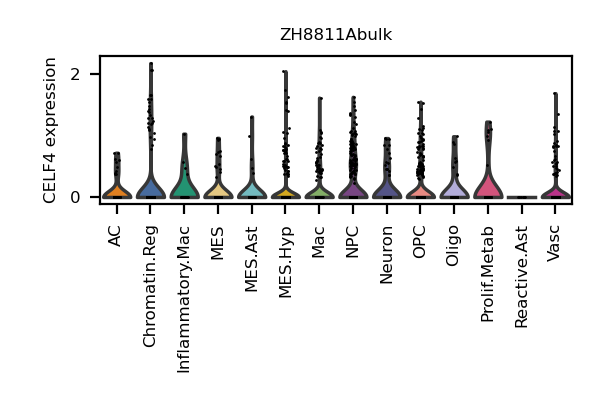 ZH8811Abulk
CELF4 expression
2
0
AC
Chromatin.Reg
Inflammatory.Mac
MES
MES.Ast
MES.Hyp
Mac
NPC
Neuron
OPC
Oligo
Prolif.Metab
Reactive.Ast
Vasc